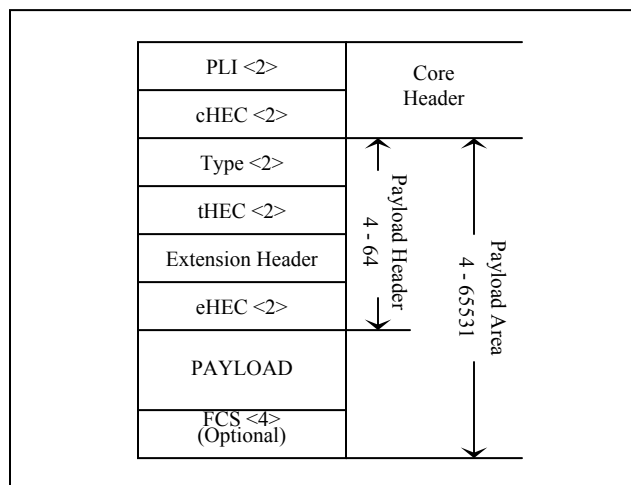 PLI <2>
Core
Header
cHEC <2>
Type <2>
tHEC <2>
Extension Header
eHEC <2>
Payload Header
4 - 64
Payload Area
4 - 65531
PAYLOAD
FCS <4>
(Optional)